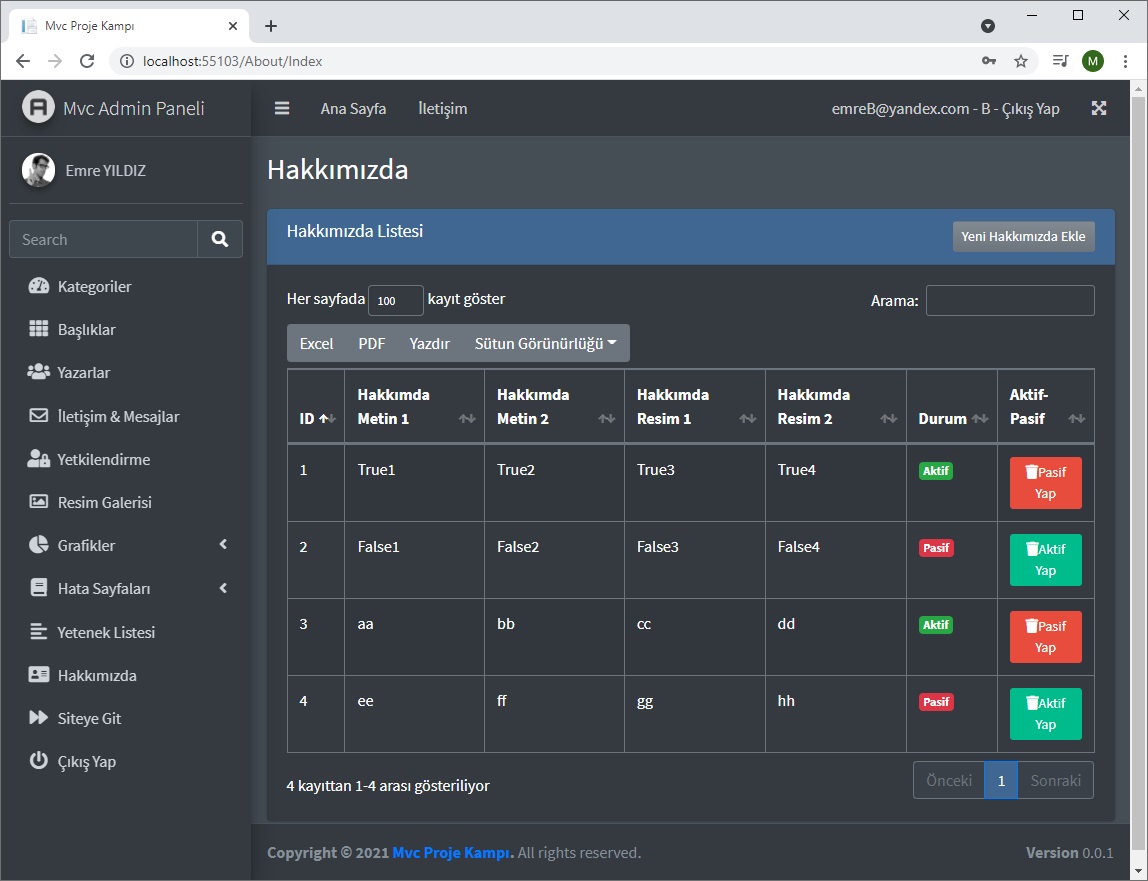 Mvc Proje Kampı
localhost:55103/About/Index
M
Mvc Admin Paneli
Ana Sayfa
İletişim
emreB@yandex.com - B - Çıkış Yap
Emre YILDIZ
Search
Kategoriler
Başlıklar
Yazarlar
İletişim & Mesajlar
Yetkilendirme
Resim Galerisi
Grafikler
Hata Sayfaları
Yetenek Listesi
Hakkımızda
Siteye Git
Çıkış Yap
Hakkımızda
Hakkımızda Listesi
Yeni Hakkımızda Ekle
Her sayfada 100 kayıt göster
Arama:
Excel PDF Yazdır Sütun Görünürlüğü
ID
Hakkımda
Metin 1
Hakkımda
Metin 2
Hakkımda
Resim 1
Hakkımda
Resim 2
Durum
Aktif-
Pasif
1 True1 True2 True3 True4 Aktif
Pasif
Yap
2 False1 False2 False3 False4 Pasif
Aktif
Yap
3 aa bb cc dd Aktif
Pasif
Yap
4 ee ff gg hh Pasif
Aktif
Yap
4 kayıttan 1-4 arası gösteriliyor
Önceki 1 Sonraki
Copyright © 2021 Mvc Proje Kampı. All rights reserved.
Version 0.0.1